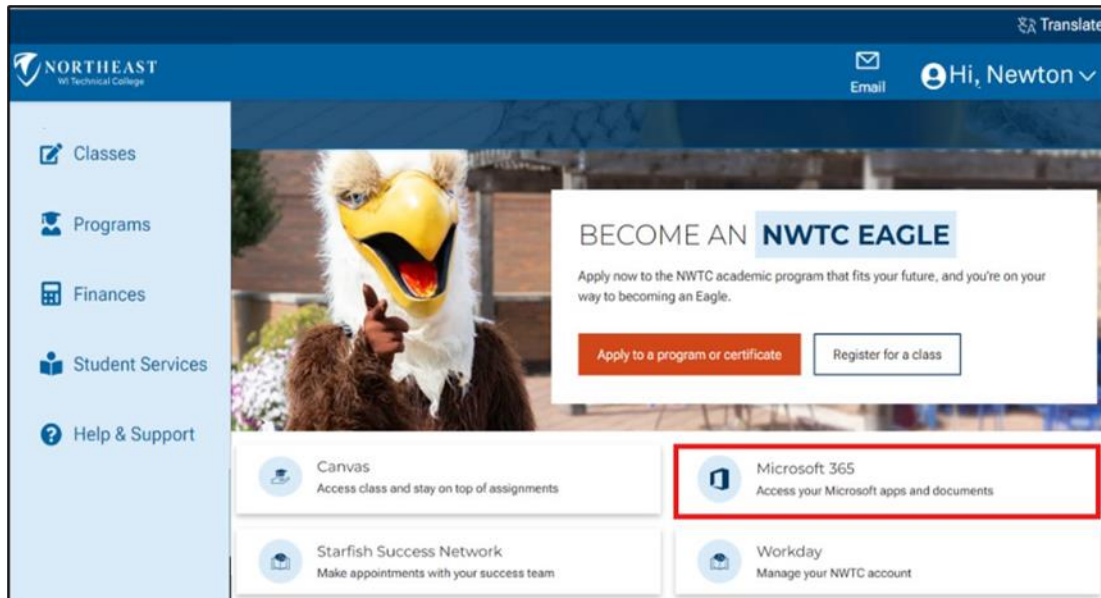 Translate
NORTHEAST
WI Technical College
Email
Hi, Newton
Classes
Programs
Finances
Student Services
Help & Support
BECOME AN NWTC EAGLE
Apply now to the NWTC academic program that fits your future, and you're on your
way to becoming an Eagle.
Apply to a program or certificate
Register for a class
Canvas
Access class and stay on top of assignments
Microsoft 365
Access your Microsoft apps and documents
Starfish Success Network
Make appointments with your success team
Workday
Manage your NWTC account